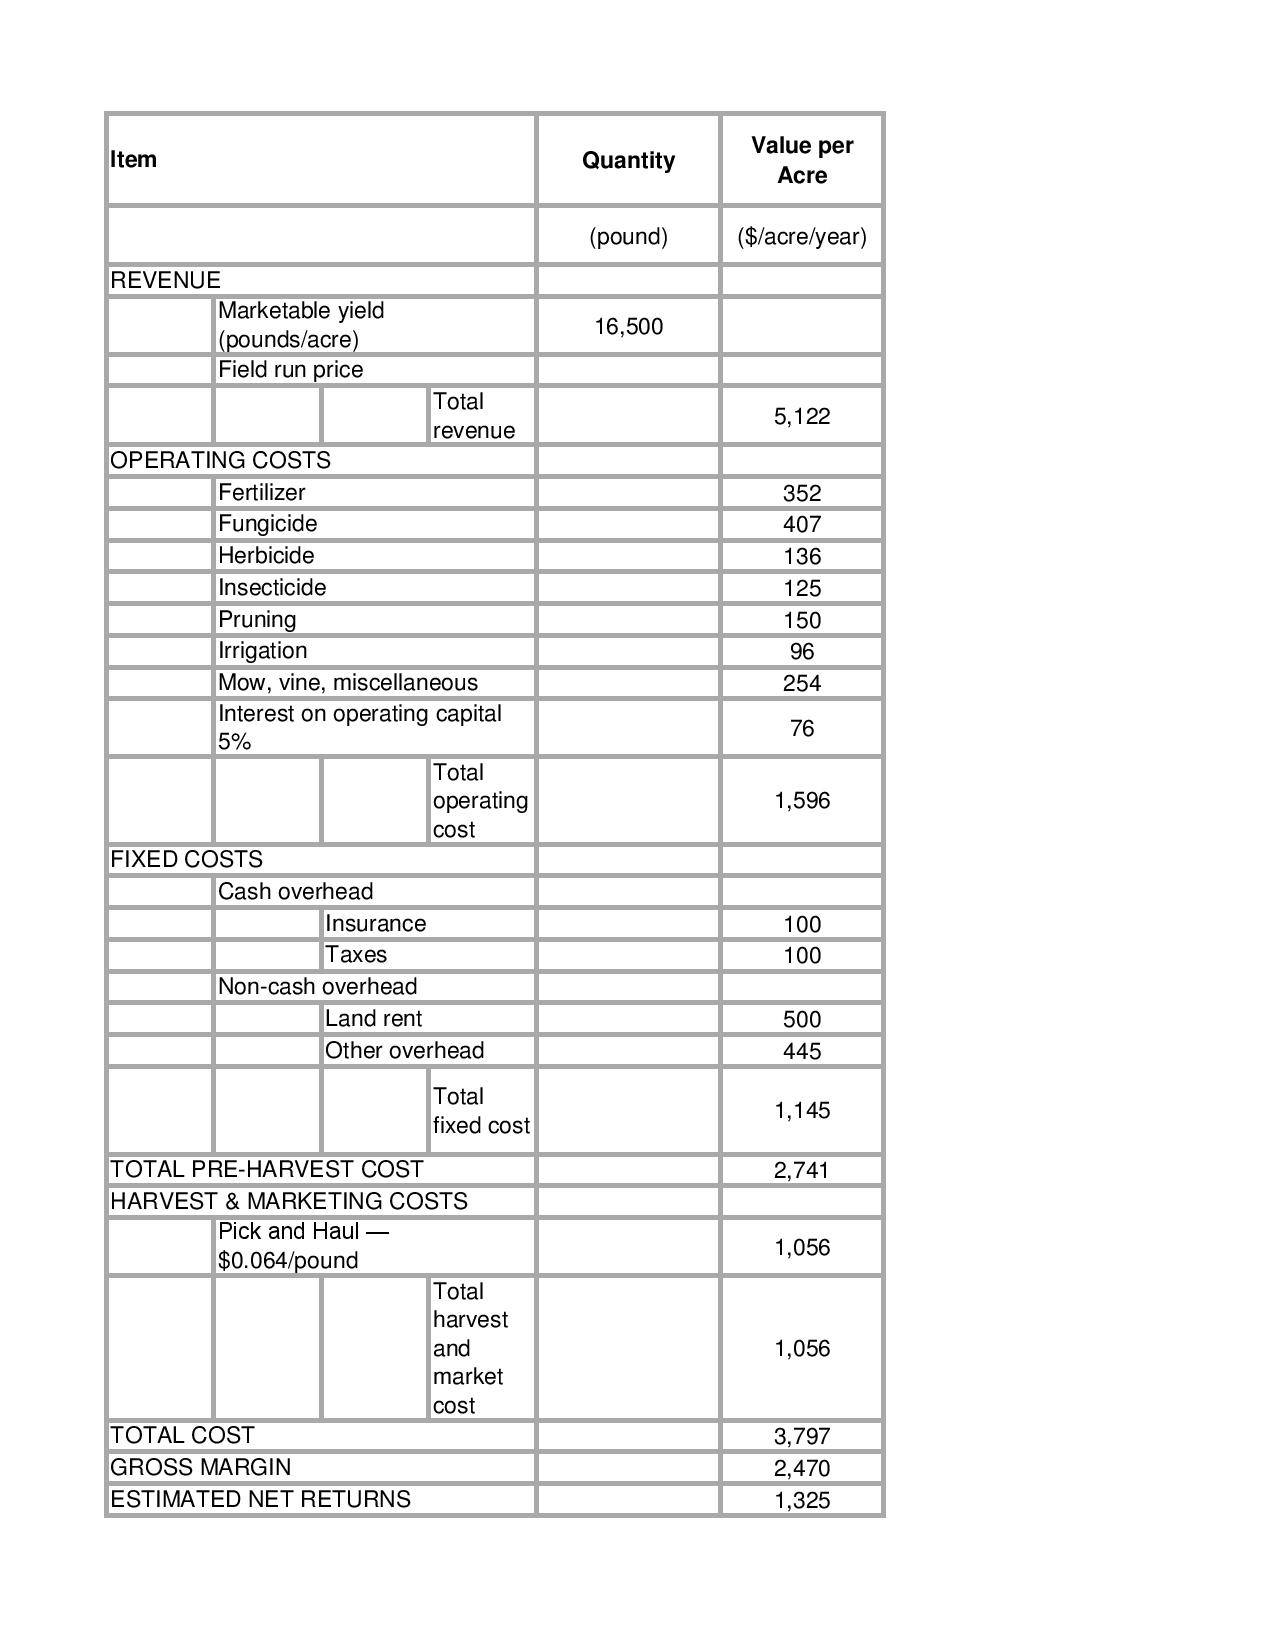 Item Quantity Value per
Acre
(pound) ($/acre/year)
REVENUE
Marketable yield
(pounds/acre) 16,500
Field run price
Total
revenue 5,122
OPERATING COSTS
Fertilizer 352
Fungicide 407
Herbicide 136
Insecticide 125
Pruning 150
Irrigation 96
Mow, vine, miscellaneous 254
Interest on operating capital
5% 76
Total
operating
cost 1,596
FIXED COSTS
Cash overhead
Insurance 100
Taxes 100
Non-cash overhead
Land rent 500
Other overhead 445
Total
fixed cost 1,145
TOTAL PRE-HARVEST COST 2,741
HARVEST & MARKETING COSTS
Pick and Haul —
$0.064/pound 1,056
Total
harvest
and
market
cost 1,056
TOTAL COST 3,797
GROSS MARGIN 2,470
ESTIMATED NET RETURNS 1,325